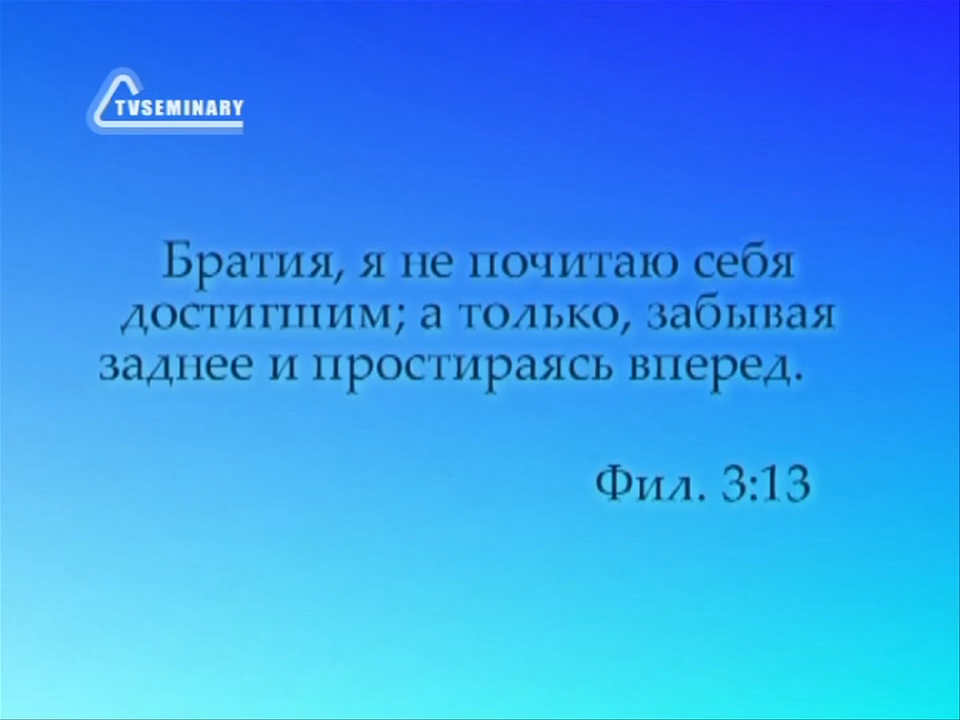 TVSEMINARY
Братия, я не почитаю себя
достигшим; а только, забывая
заднее и простираясь вперед.
Фил. 3:13